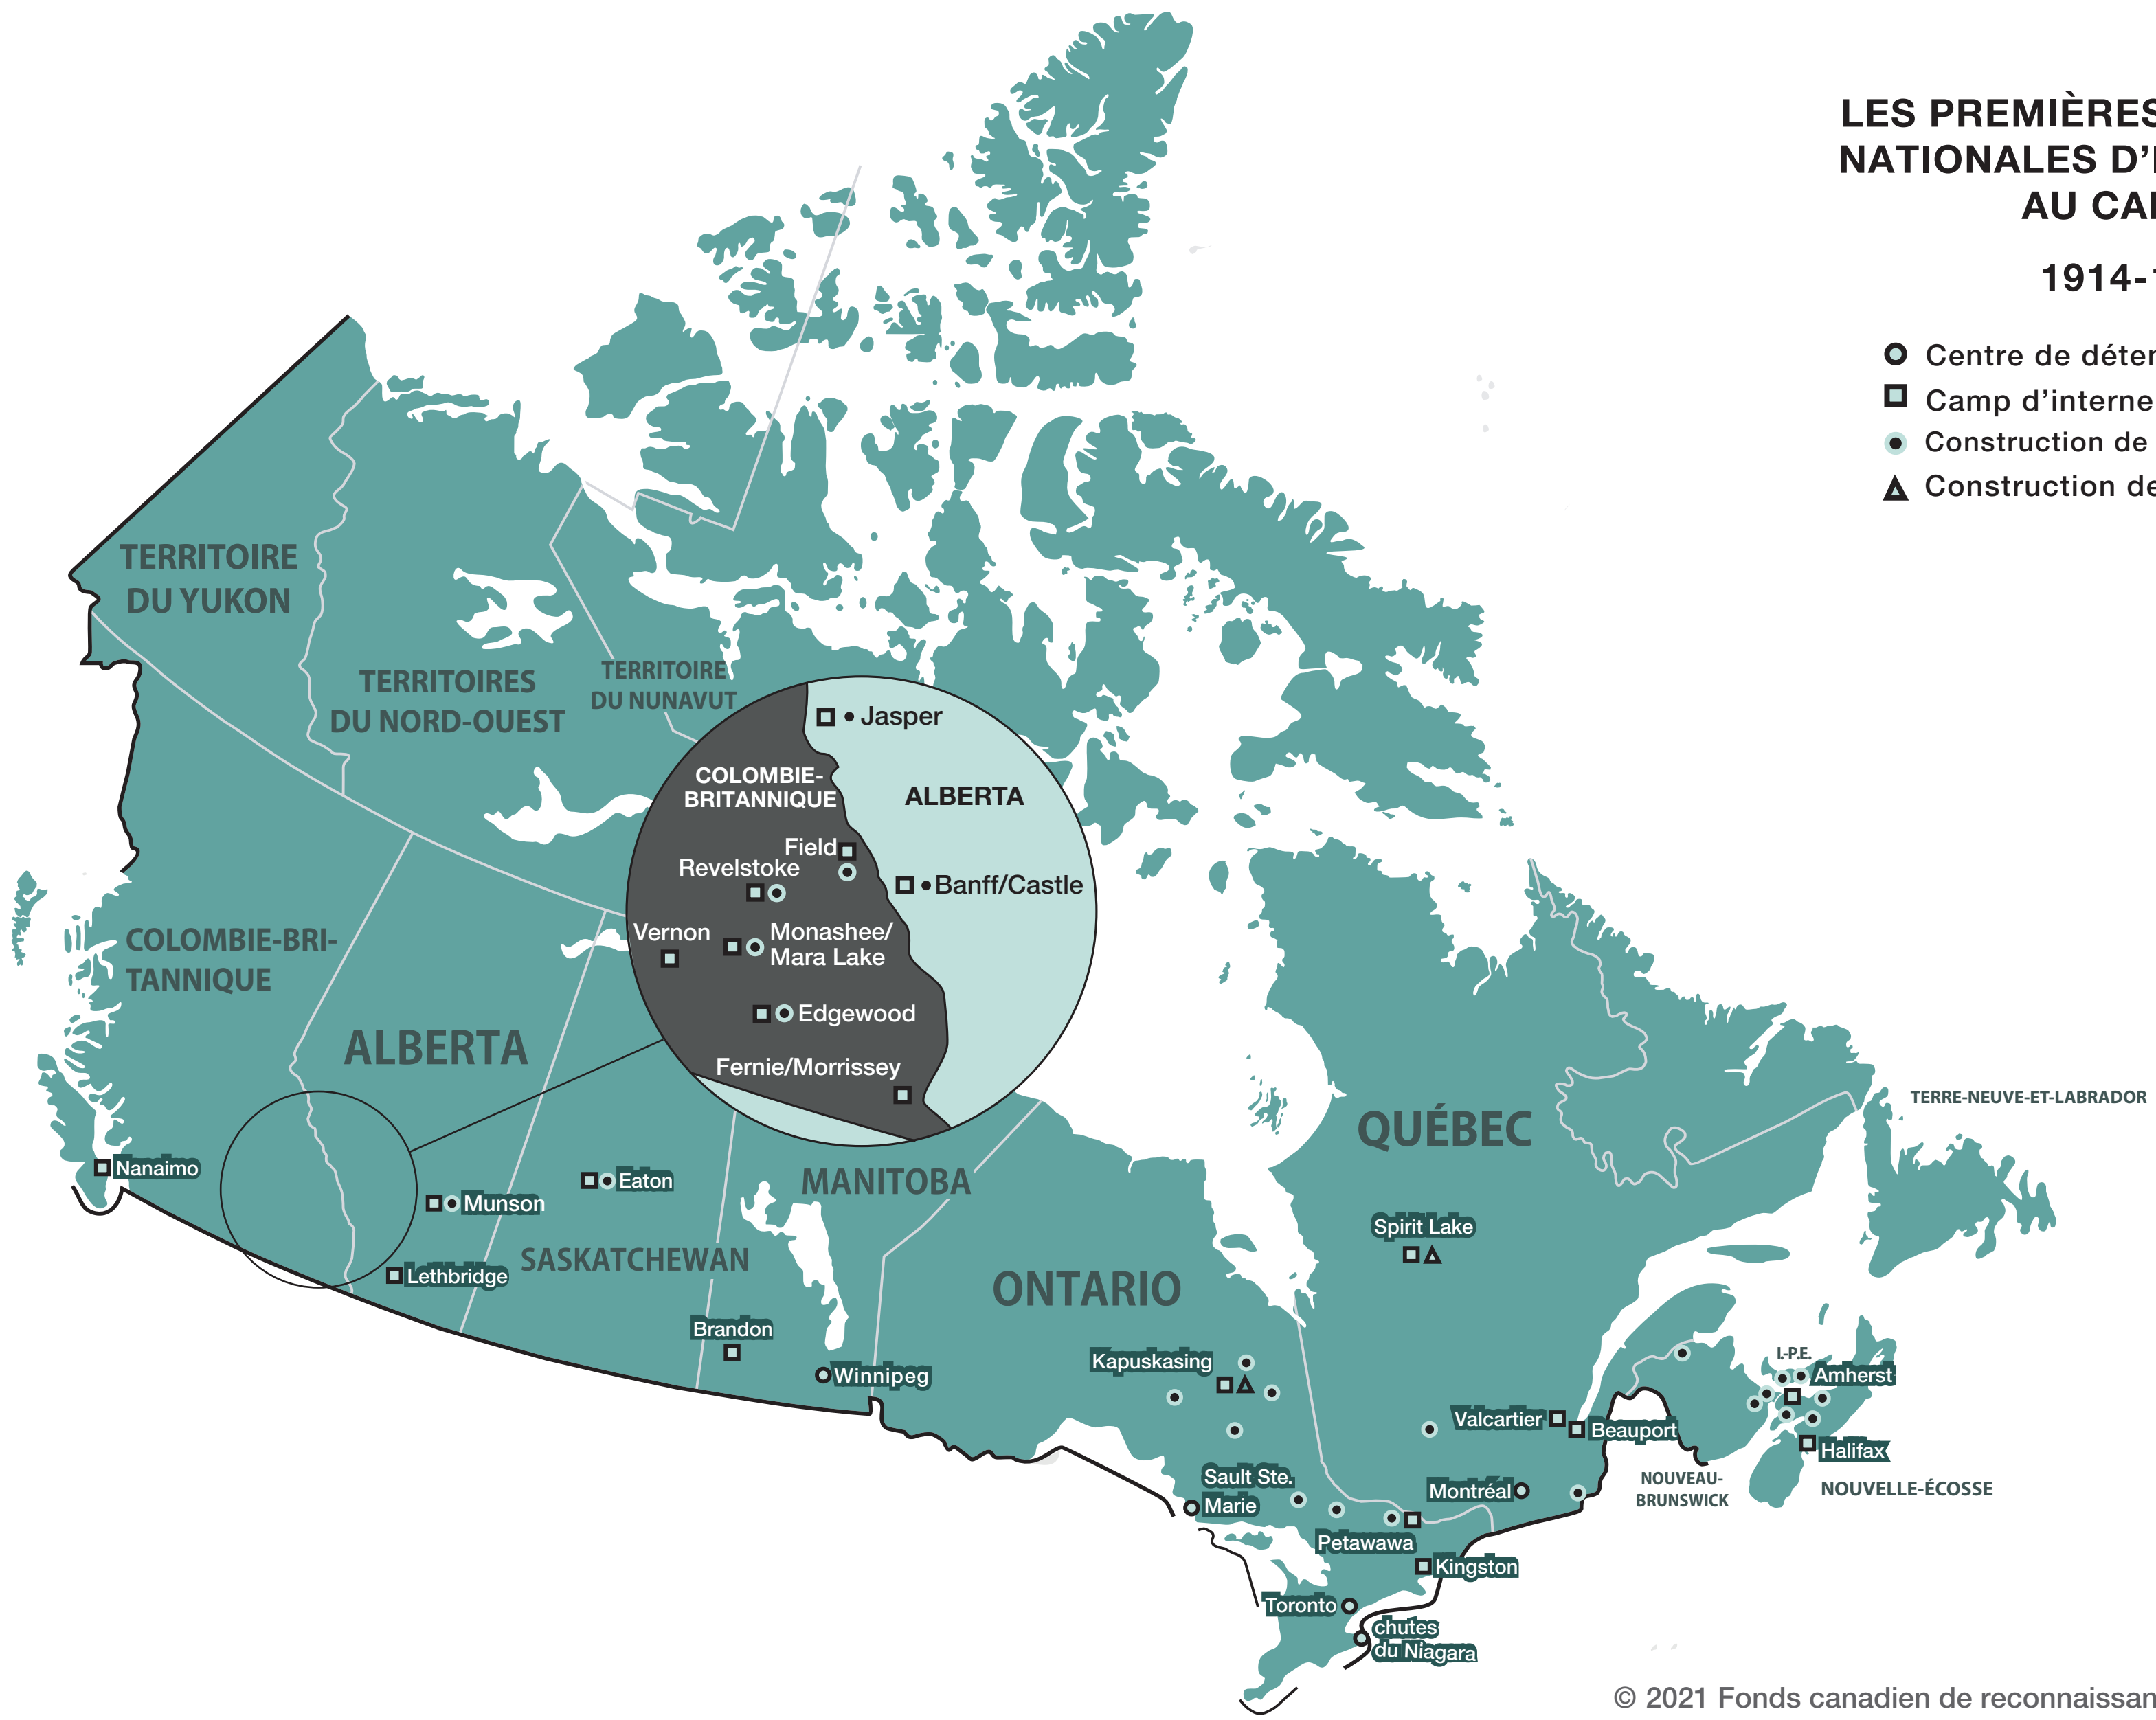 LES PREMIÈRES
NATIONALES D'I
AU CA
1914-1
Centre de déten
Camp d'interne
Construction de
Construction de
TERRITOIRE
DU YUKON
TERRITOIRES
DU NORD-OUEST
TERRITOIRE
DU NUNAVUT
Jasper
COLOMBIE-
BRITANNIQUE
ALBERTA
Field
Revelstoke
Banff/Castle
Vernon
Monashee/
Mara Lake
Edgewood
Fernie/Morrissey
COLOMBIE-BRI-
TANNIQUE
ALBERTA
TERRE-NEUVE-ET-LABRADOR
QUÉBEC
Nanaimo
Eaton
MANITOBA
Munson
Spirit Lake
SASKATCHEWAN
Lethbridge
ONTARIO
Brandon
Winnipeg
Kapuskasing
I.-P.E.
Amherst
Valcartier
Beauport
Halifax
Sault Ste.
Marie
Montréal
NOUVEAU-
BRUNSWICK
NOUVELLE-ÉCOSSE
Petawawa
Kingston
Toronto
chutes
du Niagara
© 2021 Fonds canadien de reconnaissan